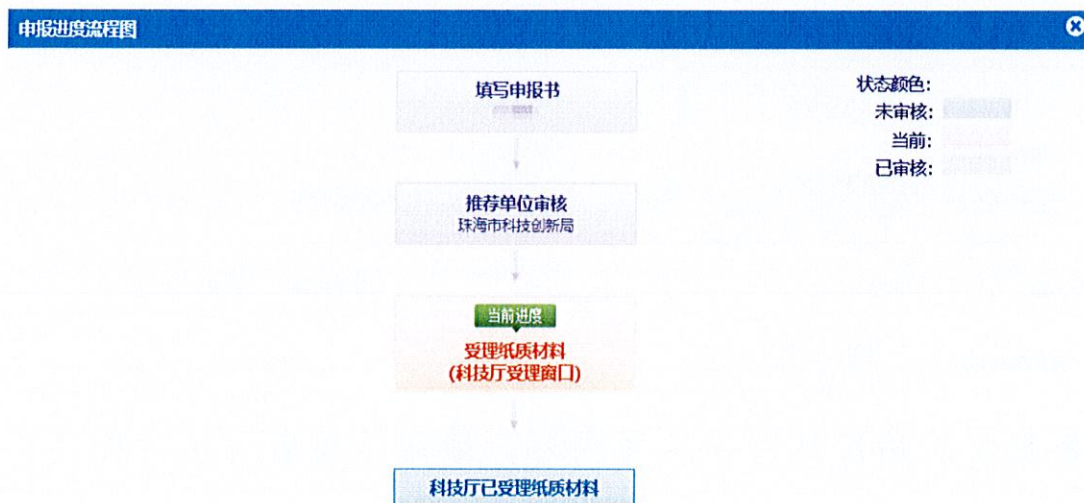 申报进度流程图
填写申报书
状态颜色：
未审核：
当前：
已审核：
推荐单位审核
珠海市科技创新局
当前进度
受理纸质材料
(科技厅受理窗口)
科技厅已受理纸质材料